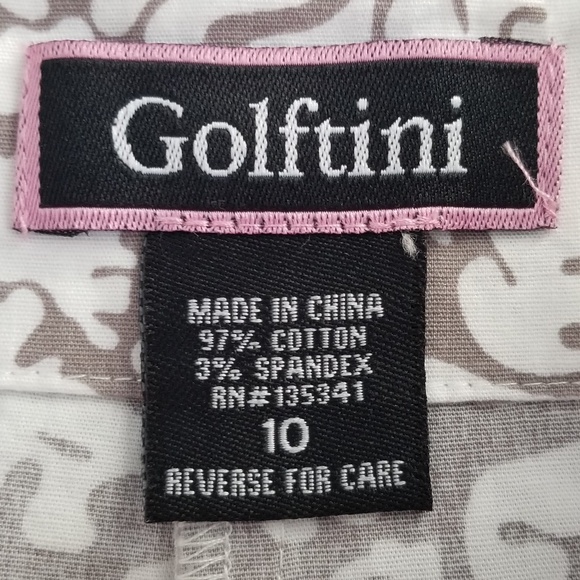 Golftini
MADE IN CHINA
97% COTTON
3% SPANDEX
RN#135341
10
REVERSE FOR CARE